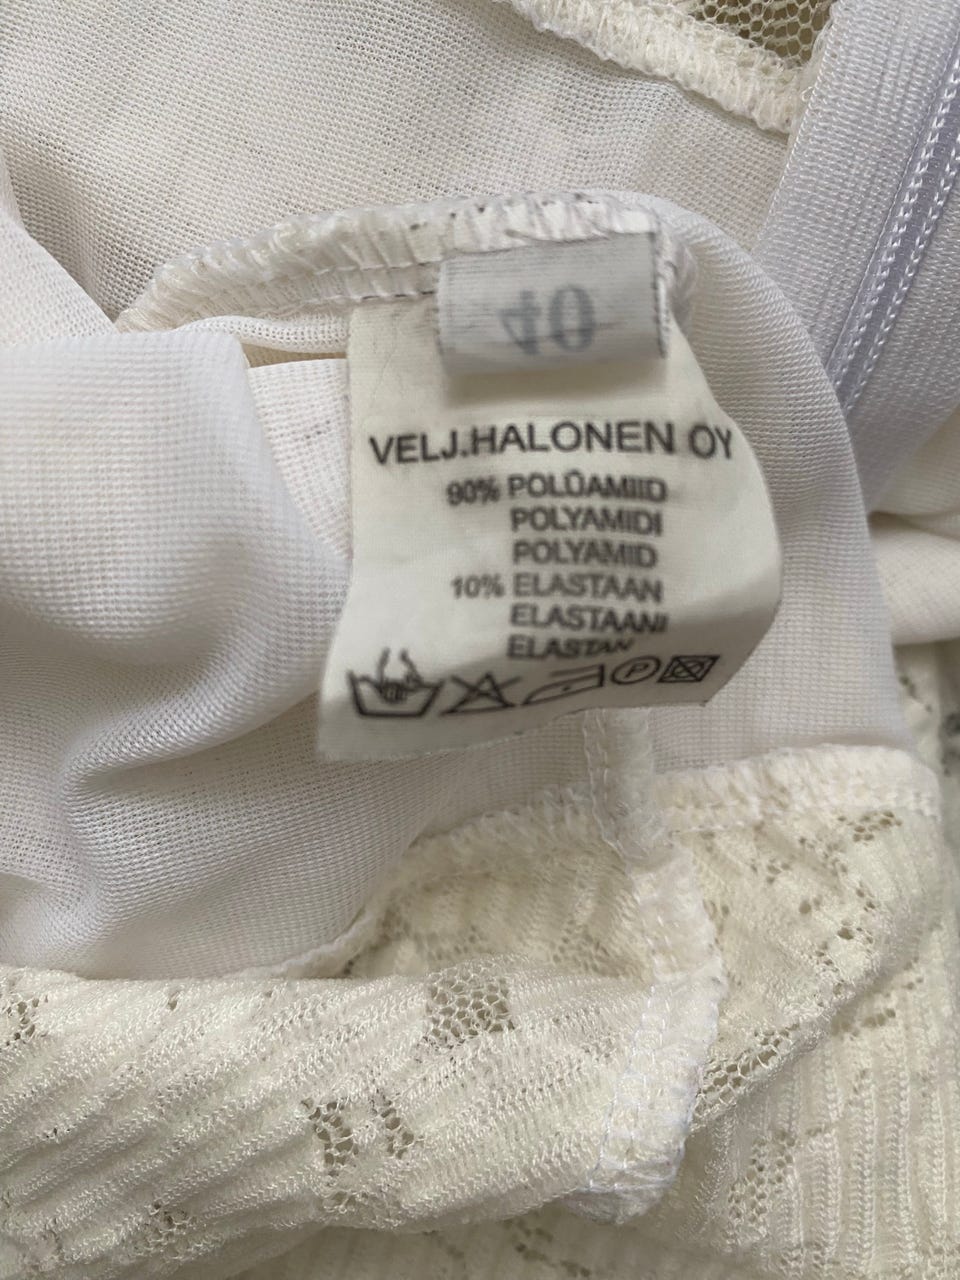 40
VELJ.HALONEN OY
90% POLÜAMIID
POLYAMIDI
POLYAMID
10% ELASTAAN
ELASTAANI
ELASTAN
P